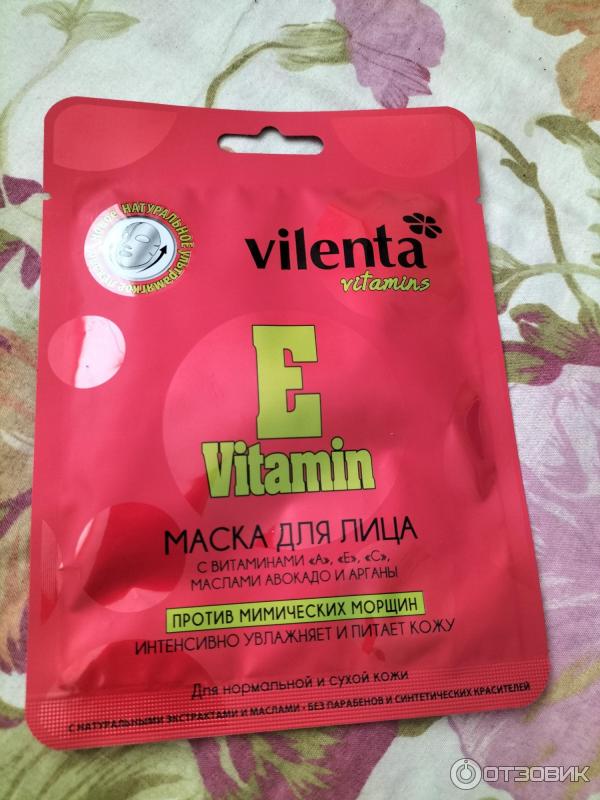 НАТУРАЛЬНОЕ
vilenta
vitamins
E
Vitamin
МАСКА ДЛЯ ЛИЦА
С ВИТАМИНАМИ «А», «Е», «С»,
МАСЛАМИ АВОКАДО И АРГАНЫ
ПРОТИВ МИМИЧЕСКИХ МОРЩИН
ИНТЕНСИВНО УВЛАЖНЯЕТ И ПИТАЕТ КОЖУ
Для нормальной и сухой кожи
С НАТУРАЛЬНЫМИ ЭКСТРАКТАМИ И МАСЛАМИ • БЕЗ ПАРАБЕНОВ И СИНТЕТИЧЕСКИХ КРАСИТЕЛЕЙ
ОТЗОВИК